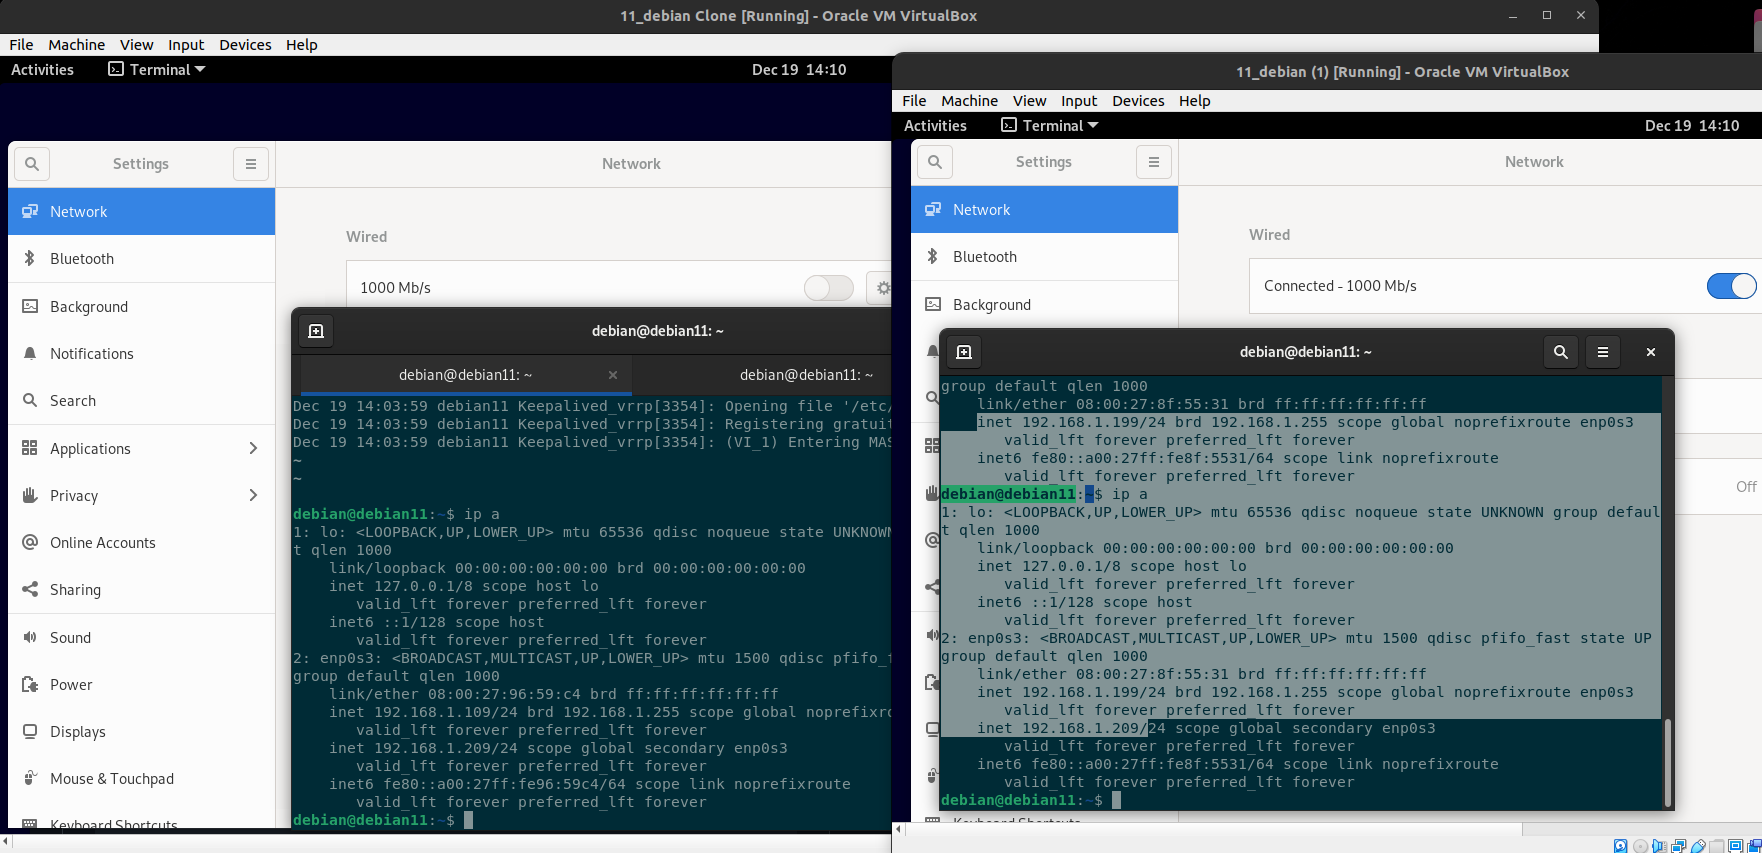 11_debian Clone [Running] - Oracle VM VirtualBox
File Machine View Input Devices Help
Activities Terminal Dec 19 14:10
Settings Network
Network
Bluetooth
Background
Notifications
Search
Applications
Privacy
Online Accounts
Sharing
Sound
Power
Displays
Mouse & Touchpad
Keyboard Shortcuts
Wired
1000 Mb/s
debian@debian11: ~
debian@debian11: ~ debian@debian11: ~
Dec 19 14:03:59 debian11 Keepalived_vrrp[3354]: Opening file '/etc/
Dec 19 14:03:59 debian11 Keepalived_vrrp[3354]: Registering gratuit
Dec 19 14:03:59 debian11 Keepalived_vrrp[3354]: (VI_1) Entering MAS
~
~
debian@debian11:~$ ip a
1: lo: <LOOPBACK,UP,LOWER_UP> mtu 65536 qdisc noqueue state UNKNOWN
t qlen 1000
link/loopback 00:00:00:00:00:00 brd 00:00:00:00:00:00
inet 127.0.0.1/8 scope host lo
valid_lft forever preferred_lft forever
inet6 ::1/128 scope host
valid_lft forever preferred_lft forever
2: enp0s3: <BROADCAST,MULTICAST,UP,LOWER_UP> mtu 1500 qdisc pfifo_f
group default qlen 1000
link/ether 08:00:27:96:59:c4 brd ff:ff:ff:ff:ff:ff
inet 192.168.1.109/24 brd 192.168.1.255 scope global noprefixro
valid_lft forever preferred_lft forever
inet 192.168.1.209/24 scope global secondary enp0s3
valid_lft forever preferred_lft forever
inet6 fe80::a00:27ff:fe96:59c4/64 scope link noprefixroute
valid_lft forever preferred_lft forever
debian@debian11:~$
11_debian (1) [Running] - Oracle VM VirtualBox
File Machine View Input Devices Help
Activities Terminal Dec 19 14:10
Settings Network
Network
Bluetooth
Background
Wired
Connected - 1000 Mb/s
Off
debian@debian11: ~
group default qlen 1000
link/ether 08:00:27:8f:55:31 brd ff:ff:ff:ff:ff:ff
inet 192.168.1.199/24 brd 192.168.1.255 scope global noprefixroute enp0s3
valid_lft forever preferred_lft forever
inet6 fe80::a00:27ff:fe8f:5531/64 scope link noprefixroute
valid_lft forever preferred_lft forever
debian@debian11:~$ ip a
1: lo: <LOOPBACK,UP,LOWER_UP> mtu 65536 qdisc noqueue state UNKNOWN group defaul
t qlen 1000
link/loopback 00:00:00:00:00:00 brd 00:00:00:00:00:00
inet 127.0.0.1/8 scope host lo
valid_lft forever preferred_lft forever
inet6 ::1/128 scope host
valid_lft forever preferred_lft forever
2: enp0s3: <BROADCAST,MULTICAST,UP,LOWER_UP> mtu 1500 qdisc pfifo_fast state UP
group default qlen 1000
link/ether 08:00:27:8f:55:31 brd ff:ff:ff:ff:ff:ff
inet 192.168.1.199/24 brd 192.168.1.255 scope global noprefixroute enp0s3
valid_lft forever preferred_lft forever
inet 192.168.1.209/24 scope global secondary enp0s3
valid_lft forever preferred_lft forever
inet6 fe80::a00:27ff:fe8f:5531/64 scope link noprefixroute
valid_lft forever preferred_lft forever
debian@debian11:~$
Keyboard Shortcuts